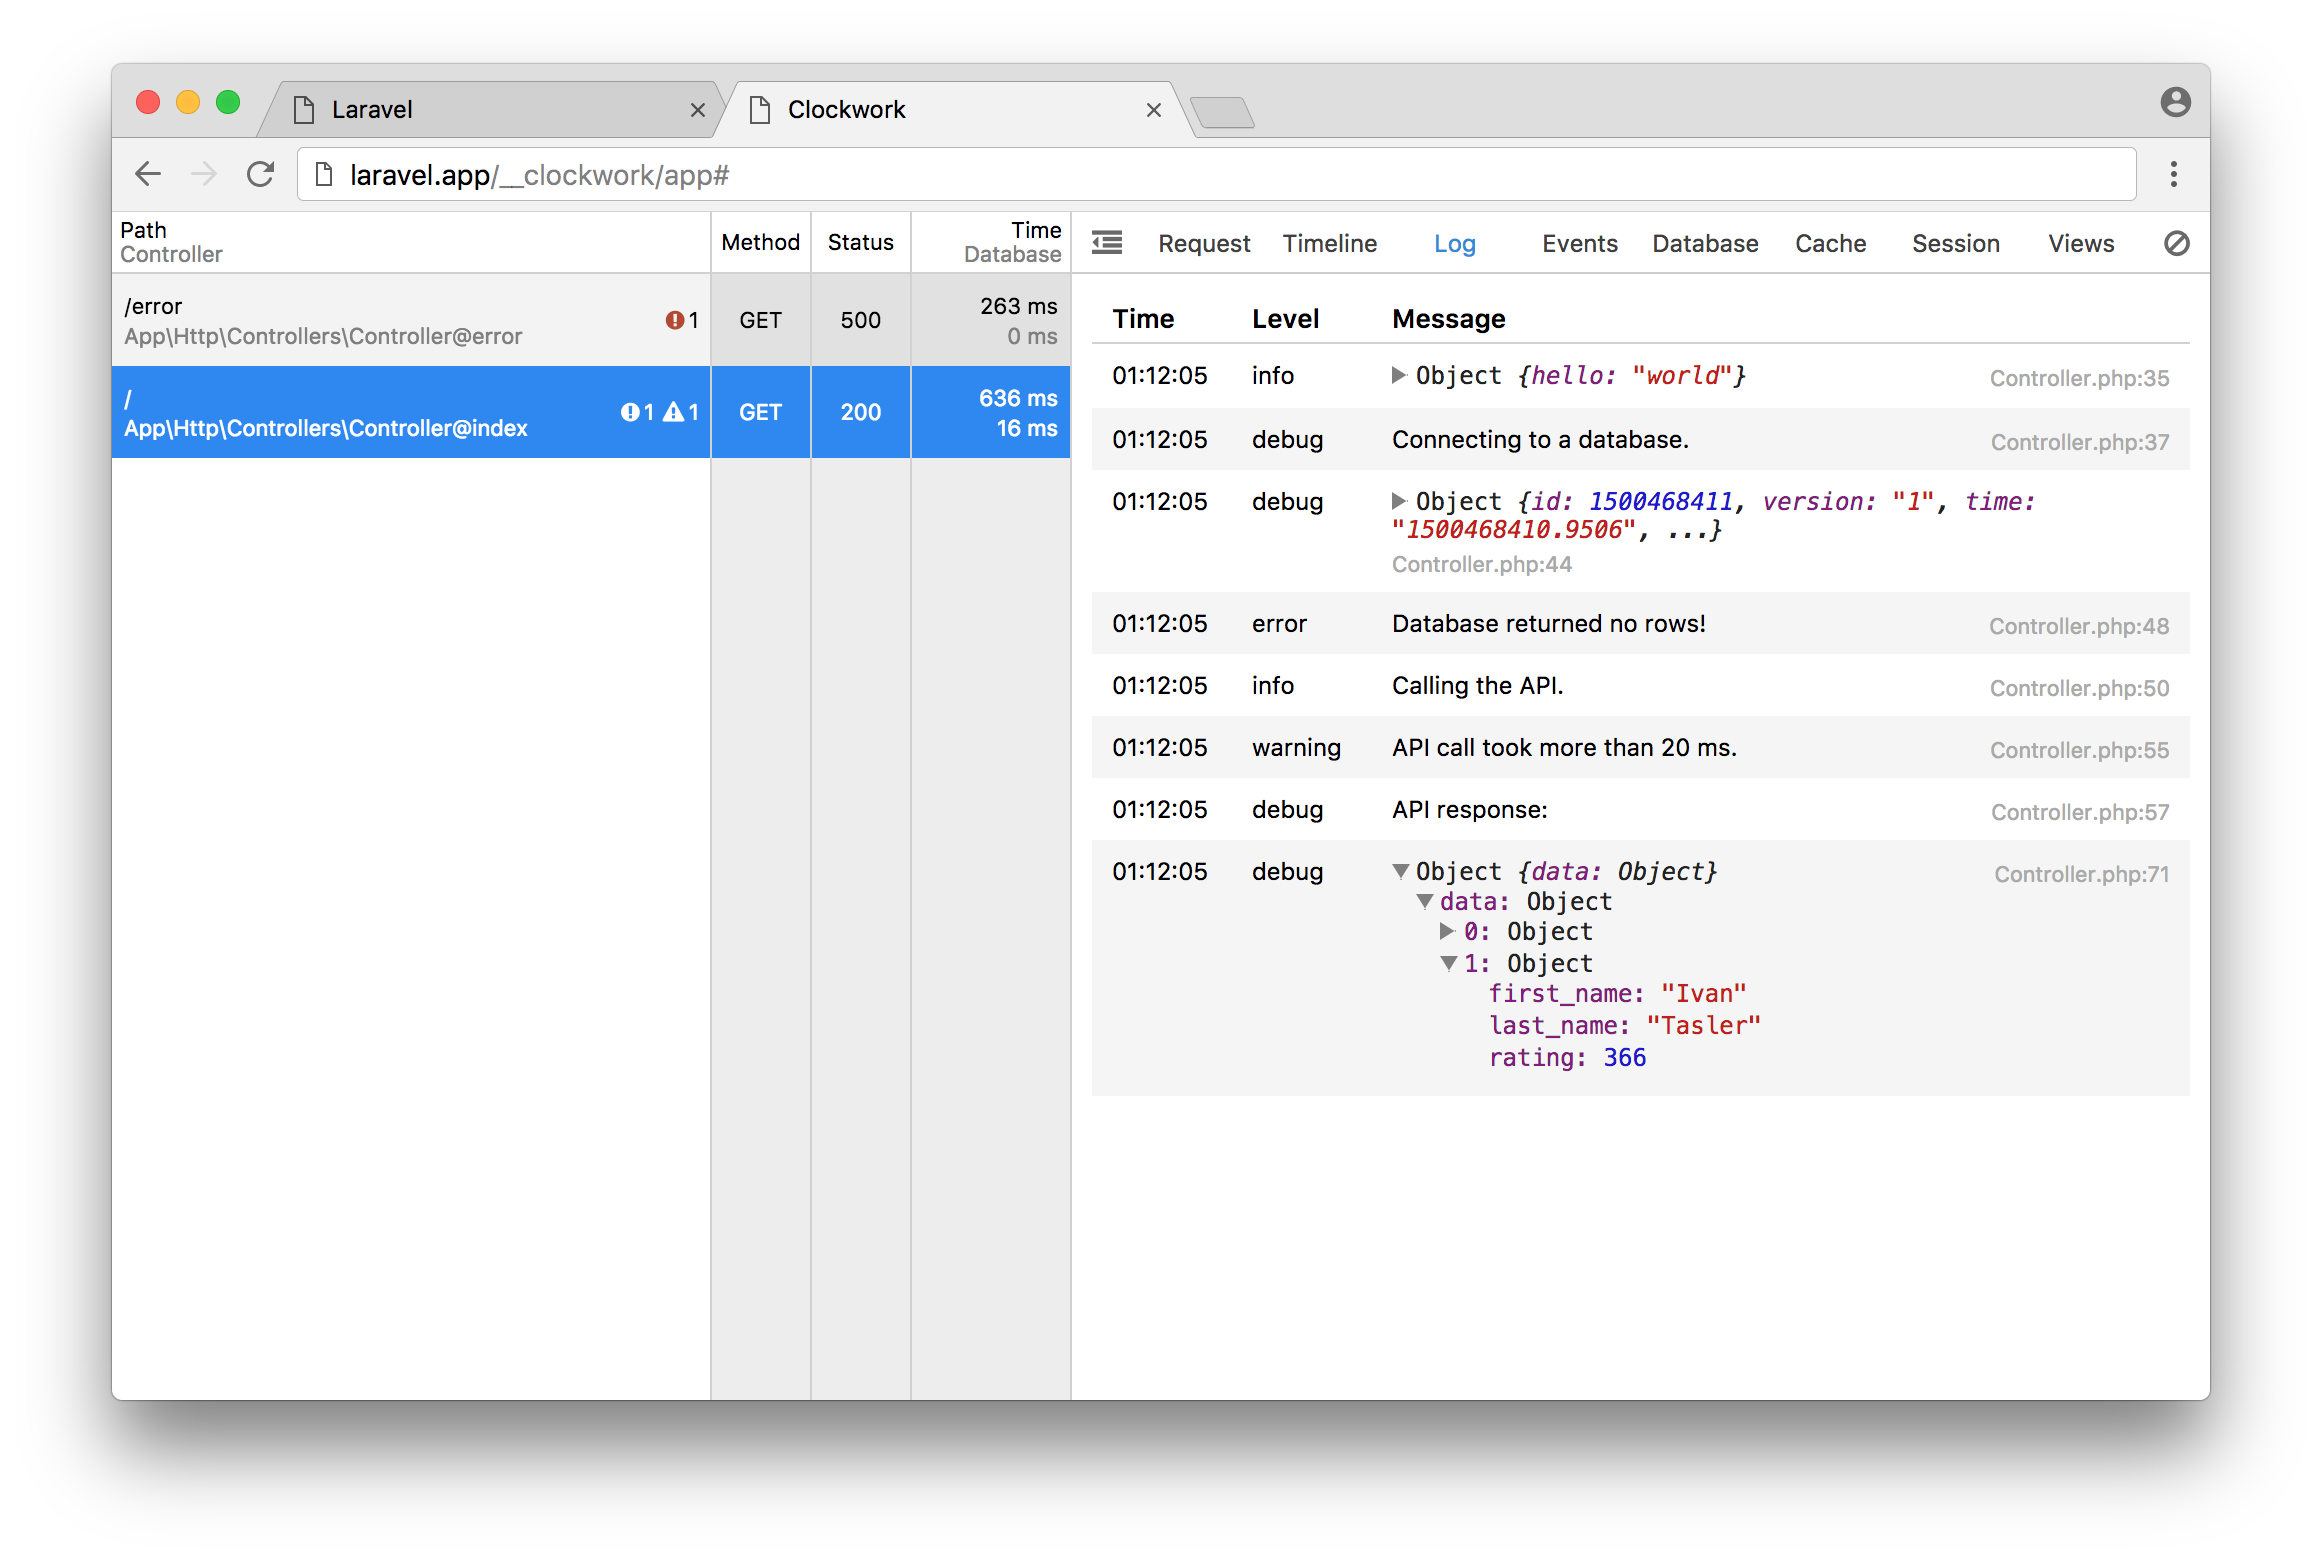 Laravel
Clockwork
laravel.app/__clockwork/app#
Path
Controller
Method
Status
Time
Database
/error
App\Http\Controllers\Controller@error
1
GET
500
263 ms
0 ms
/
App\Http\Controllers\Controller@index
1 1
GET
200
636 ms
16 ms
Request Timeline Log Events Database Cache Session Views
Time Level Message
01:12:05 info Object {hello: "world"} Controller.php:35
01:12:05 debug Connecting to a database. Controller.php:37
01:12:05 debug Object {id: 1500468411, version: "1", time:
"1500468410.9506", ...}
Controller.php:44
01:12:05 error Database returned no rows! Controller.php:48
01:12:05 info Calling the API. Controller.php:50
01:12:05 warning API call took more than 20 ms. Controller.php:55
01:12:05 debug API response: Controller.php:57
01:12:05 debug Object {data: Object} Controller.php:71
data: Object
0: Object
1: Object
first_name: "Ivan"
last_name: "Tasler"
rating: 366